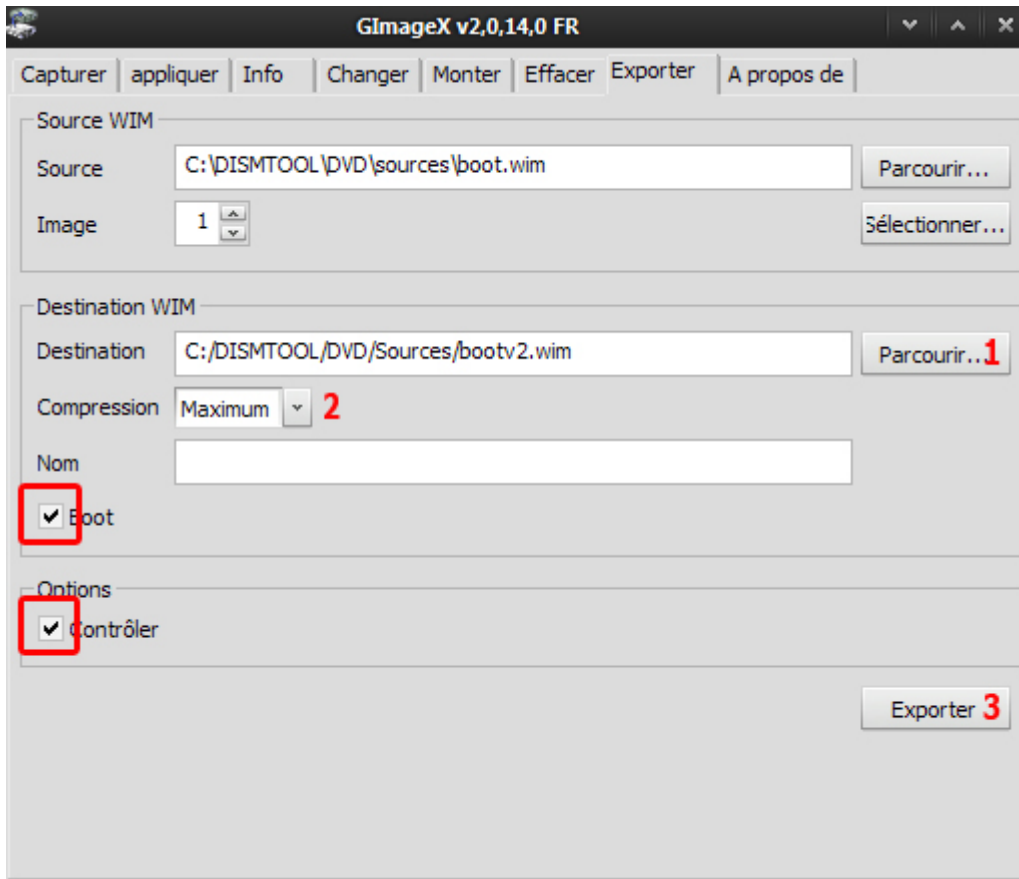 GImageX v2,0,14,0 FR
Capturer appliquer Info Changer Monter Effacer Exporter A propos de
Source WIM
Source C:\DISMTOOL\DVD\sources\boot.wim Parcourir...
Image 1 Sélectionner...
Destination WIM
Destination C:/DISMTOOL/DVD/Sources/bootv2.wim Parcourir... 1
Compression Maximum 2
Nom
Boot
Options
Contrôler
Exporter 3